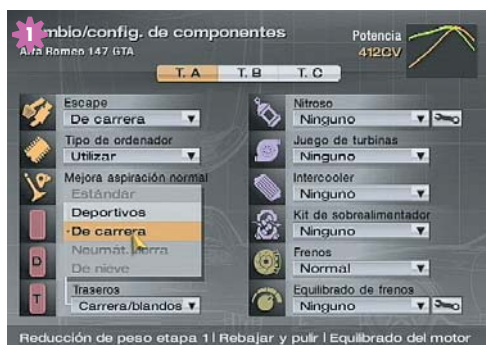 1
mbio/config. de componentes
Alfa Romeo 147 GTA
Potencia
412CV
T. A
T. B
T. C
Escape
De carrera
Tipo de ordenador
Utilizar
Mejora aspiración normal
Estándar
Deportivos
De carrera
Neumát. tierra
De nieve
D
T
Traseros
Carrera/blandos
Nitroso
Ninguno
Juego de turbinas
Ninguno
Intercooler
Ninguno
Kit de sobrealimentador
Ninguno
Frenos
Normal
Equilibrado de frenos
Ninguno
Reducción de peso etapa 1| Rebajar y pulir | Equilibrado del motor